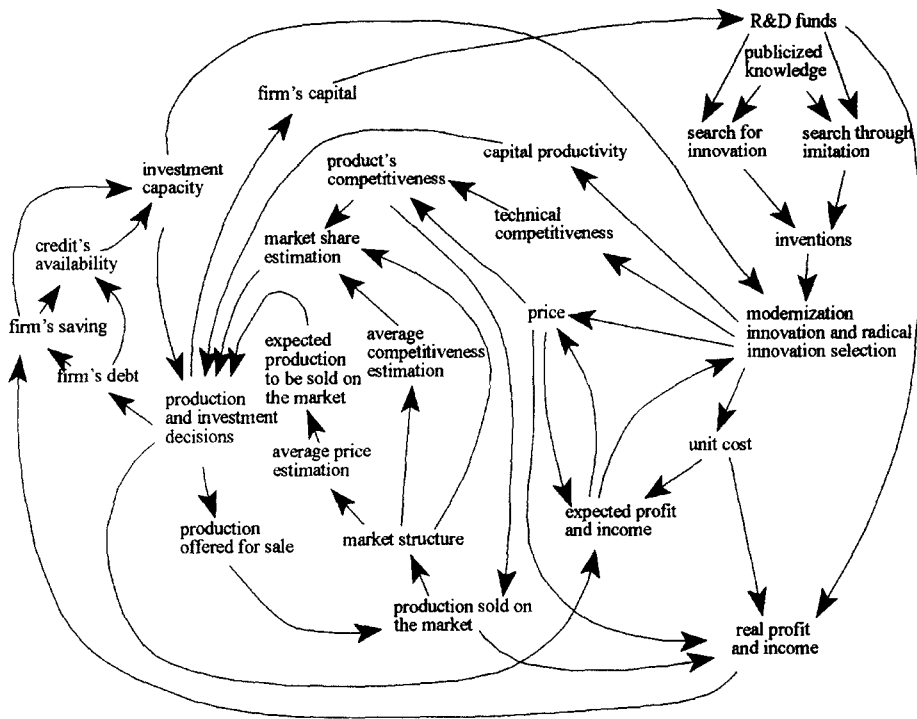 R&D funds
publicized
knowledge
firm's capital
search for
innovation
search through
imitation
capital productivity
product's
competitiveness
investment
capacity
technical
competitiveness
inventions
market share
estimation
credit's
availability
price
modernization
innovation and radical
innovation selection
firm's saving
average
competitiveness
estimation
expected
production
to be sold on
the market
firm's debt
production
and investment
decisions
unit cost
average price
estimation
expected profit
and income
production
offered for sale
market structure
production sold on
the market
real profit
and income